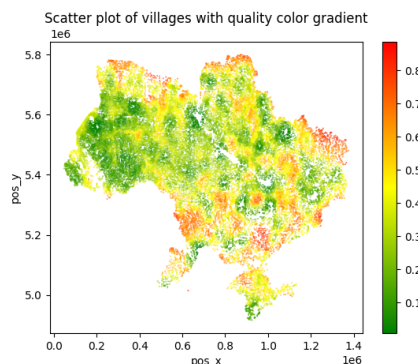 Scatter plot of villages with quality color gradient
1e6
5.8
5.6
5.4
5.2
5.0
pos_y
0.0 0.2 0.4 0.6 0.8 1.0 1.2 1.4
1e6
pos_x
0.8
0.7
0.6
0.5
0.4
0.3
0.2
0.1